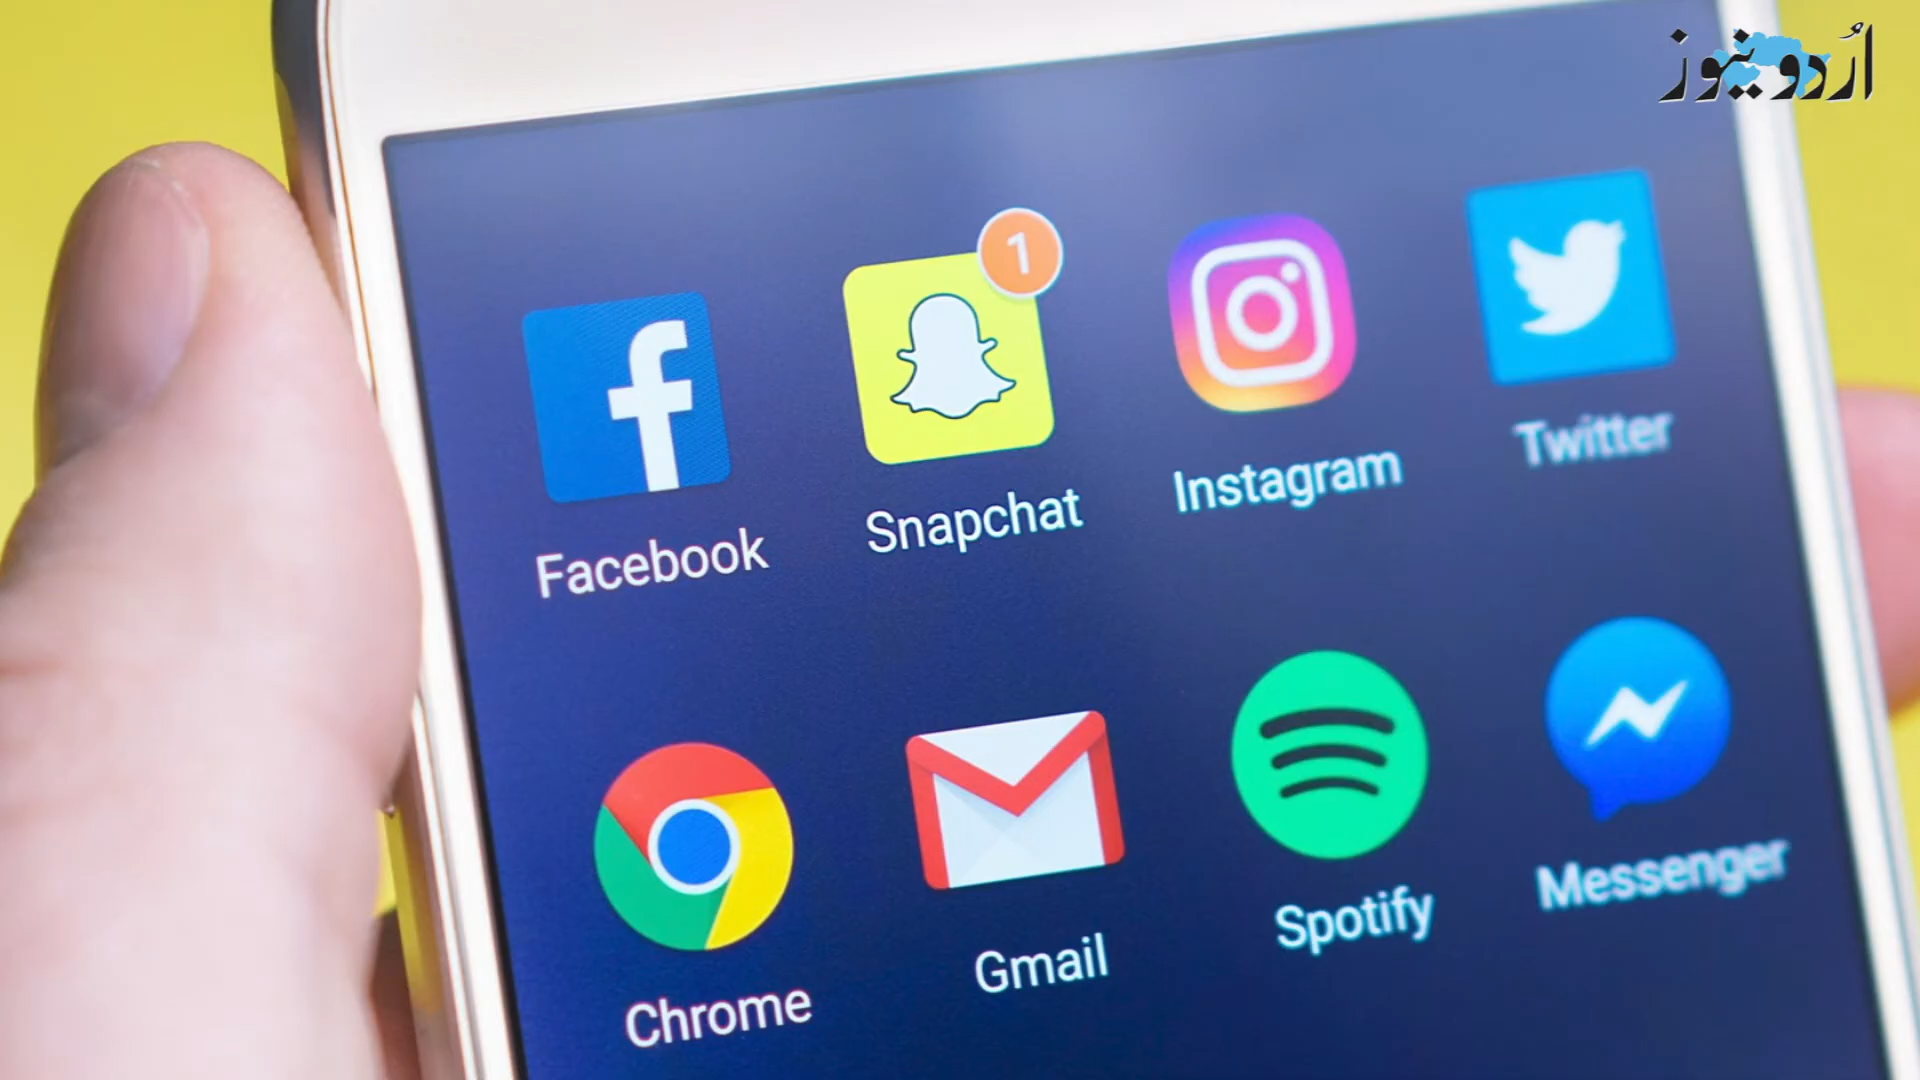 اُردو نیوز
1
Facebook
Snapchat
Instagram
Twitter
Chrome
Gmail
Spotify
Messenger